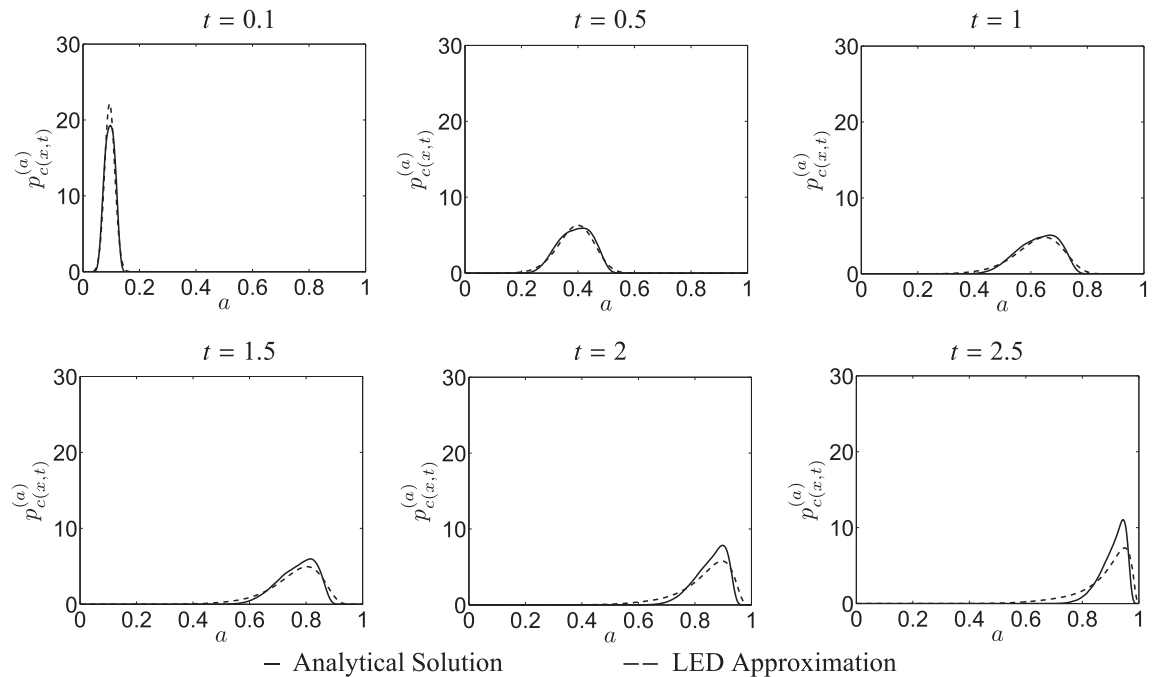 t = 0.1
t = 0.5
t = 1
30
20
10
0
0 0.2 0.4 0.6 0.8 1
a
p_{c(x,t)}^{(a)}
30
20
10
0
0 0.2 0.4 0.6 0.8 1
a
p_{c(x,t)}^{(a)}
30
20
10
0
0 0.2 0.4 0.6 0.8 1
a
p_{c(x,t)}^{(a)}
t = 1.5
t = 2
t = 2.5
30
20
10
0
0 0.2 0.4 0.6 0.8 1
a
p_{c(x,t)}^{(a)}
30
20
10
0
0 0.2 0.4 0.6 0.8 1
a
p_{c(x,t)}^{(a)}
30
20
10
0
0 0.2 0.4 0.6 0.8 1
a
p_{c(x,t)}^{(a)}
Analytical Solution
LED Approximation